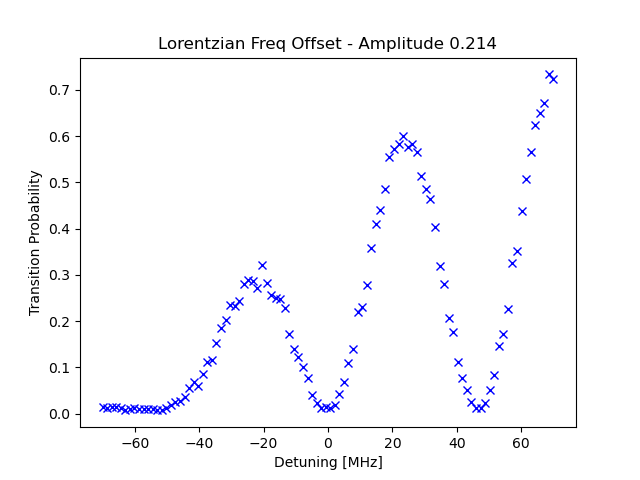 Lorentzian Freq Offset - Amplitude 0.214
Transition Probability
0.7
0.6
0.5
0.4
0.3
0.2
0.1
0.0
−60 −40 −20 0 20 40 60
Detuning [MHz]